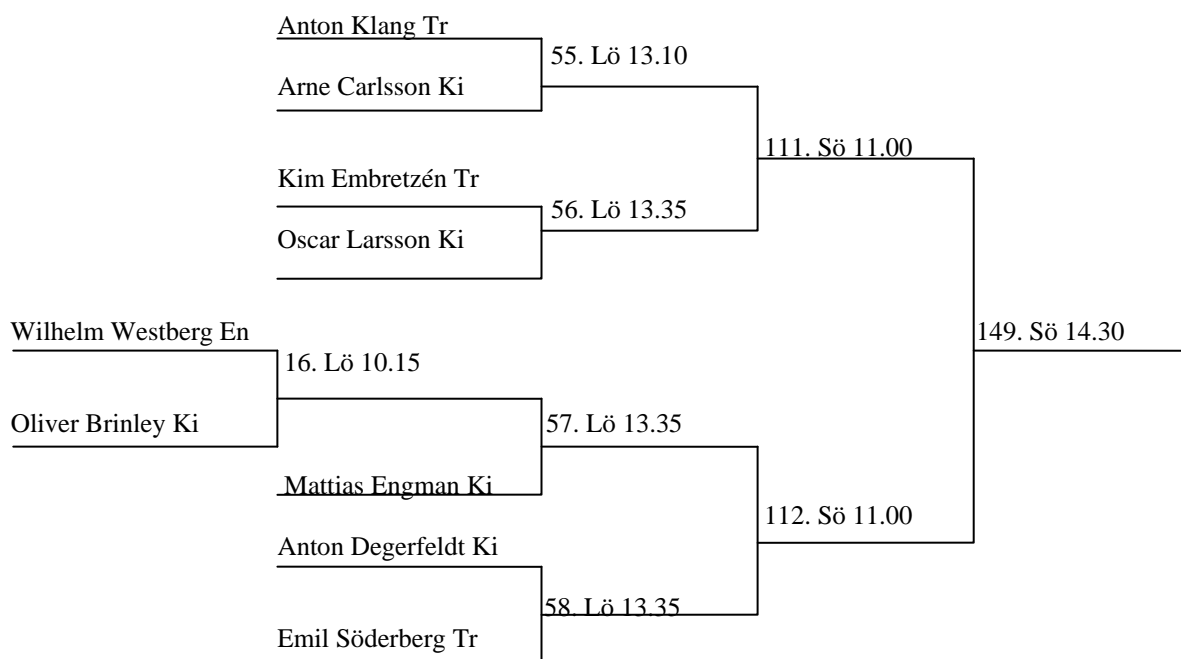 Anton Klang Tr
55. Lö 13.10
Arne Carlsson Ki
111. Sö 11.00
Kim Embretzén Tr
56. Lö 13.35
Oscar Larsson Ki
Wilhelm Westberg En
149. Sö 14.30
16. Lö 10.15
Oliver Brinley Ki
57. Lö 13.35
Mattias Engman Ki
112. Sö 11.00
Anton Degerfeldt Ki
58. Lö 13.35
Emil Söderberg Tr